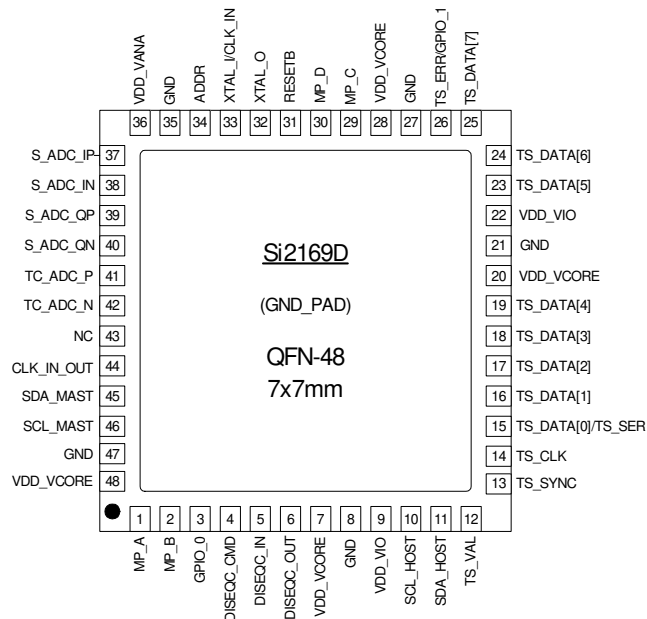 VDD_VANA
GND
ADDR
XTAL_I/CLK_IN
XTAL_O
RESETB
MP_D
MP_C
VDD_VCORE
GND
TS_ERR/GPIO_1
TS_DATA[7]
36 35 34 33 32 31 30 29 28 27 26 25
S_ADC_IP 37
S_ADC_IN 38
S_ADC_QP 39
S_ADC_QN 40
TC_ADC_P 41
TC_ADC_N 42
NC 43
CLK_IN_OUT 44
SDA_MAST 45
SCL_MAST 46
GND 47
VDD_VCORE 48
Si2169D
(GND_PAD)
QFN-48
7x7mm
24 TS_DATA[6]
23 TS_DATA[5]
22 VDD_VIO
21 GND
20 VDD_VCORE
19 TS_DATA[4]
18 TS_DATA[3]
17 TS_DATA[2]
16 TS_DATA[1]
15 TS_DATA[0]/TS_SER
14 TS_CLK
13 TS_SYNC
1 2 3 4 5 6 7 8 9 10 11 12
MP_A
MP_B
GPIO_0
DISEQC_CMD
DISEQC_IN
DISEQC_OUT
VDD_VCORE
GND
VDD_VIO
SCL_HOST
SDA_HOST
TS_VAL